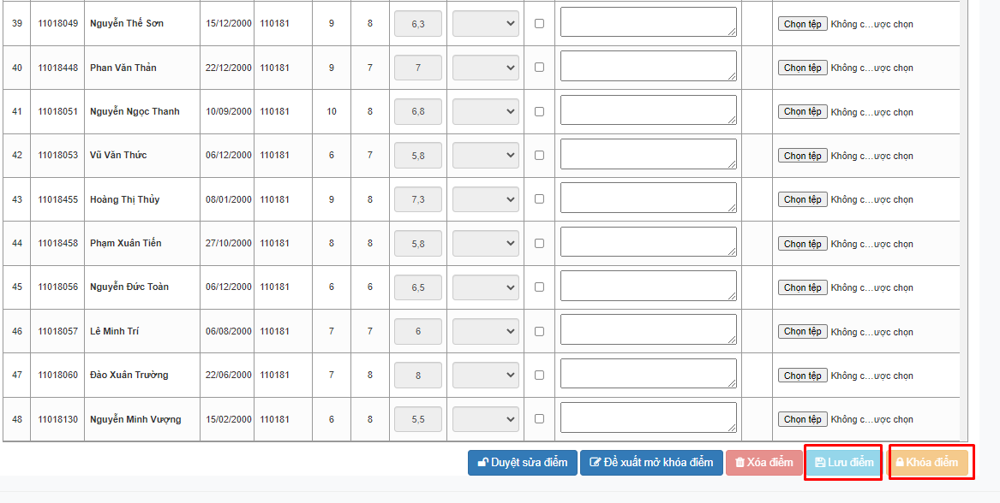 39 11018049 Nguyễn Thế Sơn 15/12/2000 110181 9 8 6,3 Chọn tệp Không c...ược chọn
40 11018448 Phan Văn Thản 22/12/2000 110181 9 7 7 Chọn tệp Không c...ược chọn
41 11018051 Nguyễn Ngọc Thanh 10/09/2000 110181 10 8 6,8 Chọn tệp Không c...ược chọn
42 11018053 Vũ Văn Thức 06/12/2000 110181 6 7 5,8 Chọn tệp Không c...ược chọn
43 11018455 Hoàng Thị Thủy 08/01/2000 110181 9 8 7,3 Chọn tệp Không c...ược chọn
44 11018458 Phạm Xuân Tiến 27/10/2000 110181 8 8 5,8 Chọn tệp Không c...ược chọn
45 11018056 Nguyễn Đức Toàn 06/12/2000 110181 6 6 6,5 Chọn tệp Không c...ược chọn
46 11018057 Lê Minh Trí 06/08/2000 110181 7 7 6 Chọn tệp Không c...ược chọn
47 11018060 Đào Xuân Trường 22/06/2000 110181 7 8 8 Chọn tệp Không c...ược chọn
48 11018130 Nguyễn Minh Vượng 15/02/2000 110181 6 8 5,5 Chọn tệp Không c...ược chọn
Duyệt sửa điểm Đề xuất mở khóa điểm Xóa điểm Lưu điểm Khóa điểm